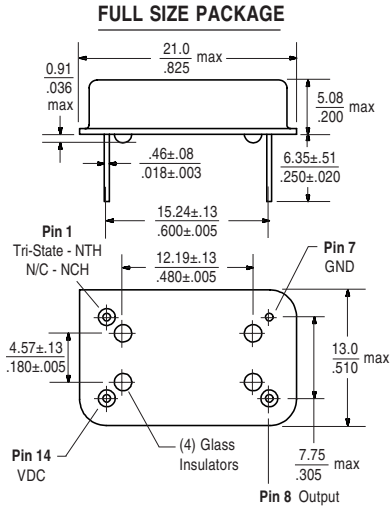 FULL SIZE PACKAGE
21.0
.825 max
0.91
.036
max
5.08
.200 max
.46±.08
.018±.003
6.35±.51
.250±.020
15.24±.13
.600±.005
Pin 1
Tri-State - NTH
N/C - NCH
12.19±.13
.480±.005
Pin 7
GND
4.57±.13
.180±.005
13.0
.510 max
Pin 14
VDC
(4) Glass
Insulators
7.75
.305 max
Pin 8 Output